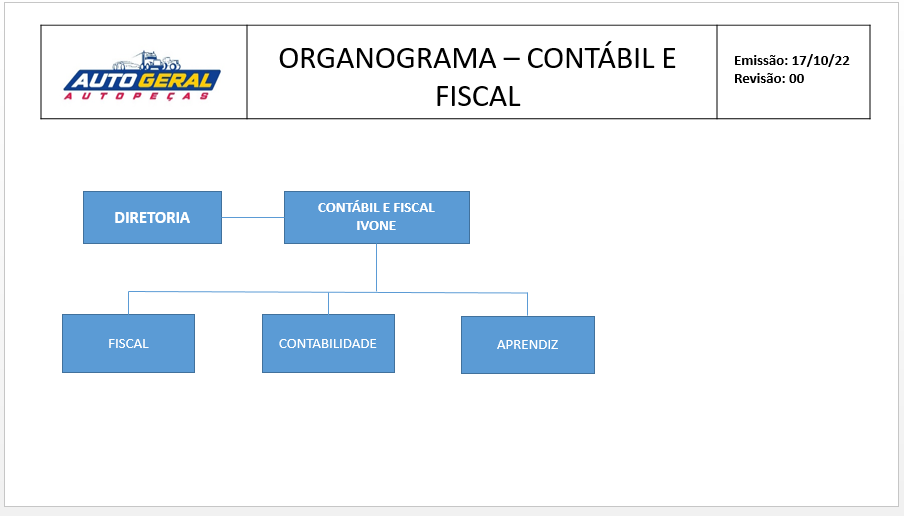 AUTO GERAL
AUTOPEÇAS
ORGANOGRAMA – CONTÁBIL E
FISCAL
Emissão: 17/10/22
Revisão: 00
DIRETORIA
CONTÁBIL E FISCAL
IVONE
FISCAL
CONTABILIDADE
APRENDIZ